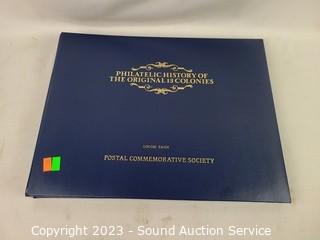 PHILATELIC HISTORY OF
THE ORIGINAL 13 COLONIES
POSTAL COMMEMORATIVE SOCIETY
Copyright 2023 - Sound Auction Service